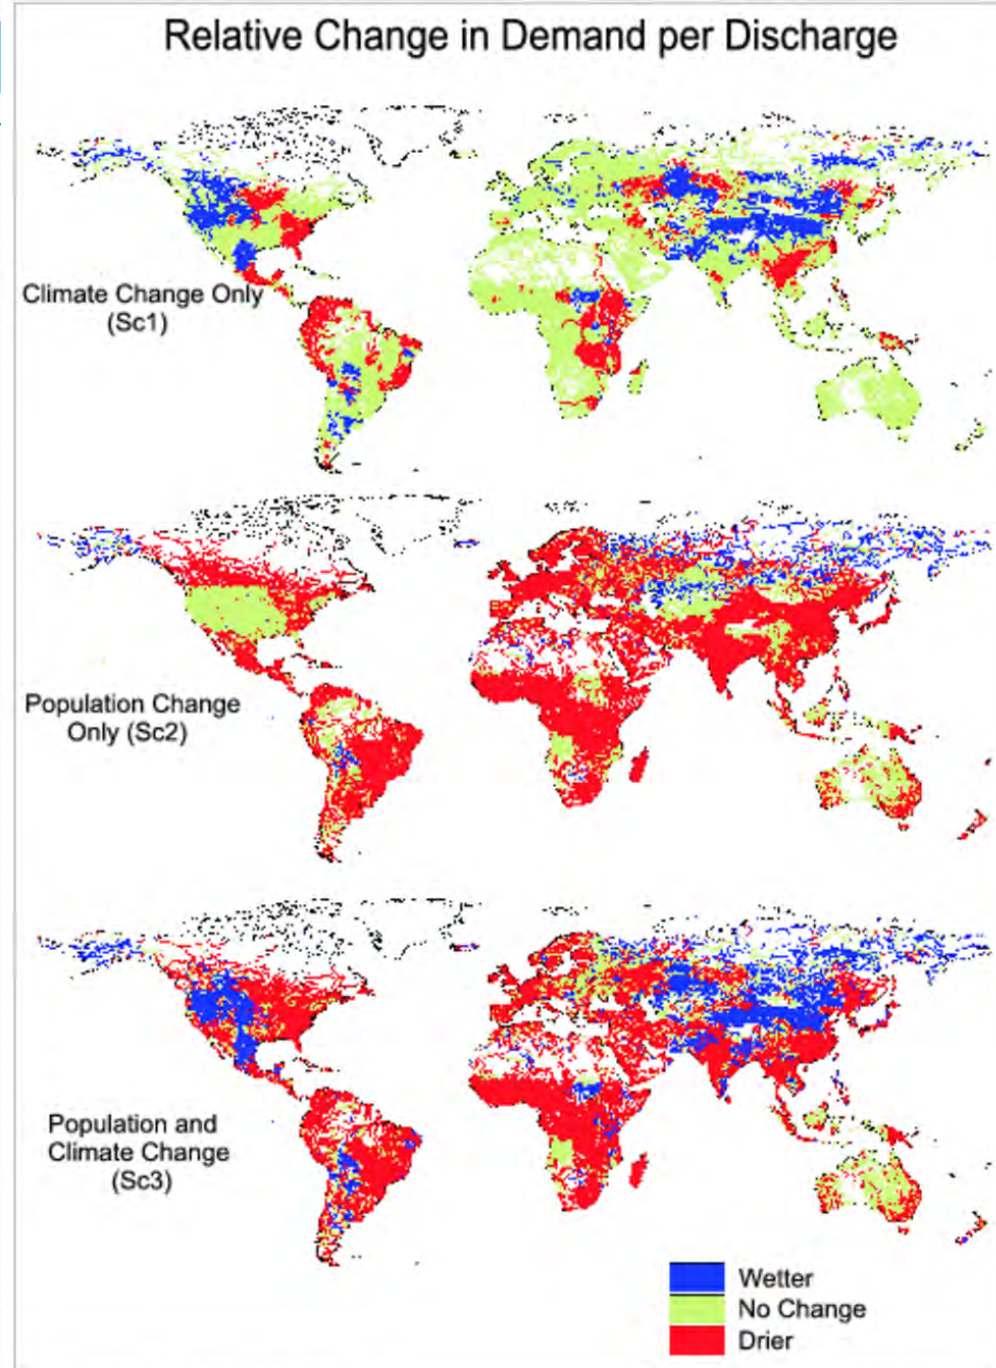 Relative Change in Demand per Discharge
Climate Change Only
(Sc1)
Population Change
Only (Sc2)
Population and
Climate Change
(Sc3)
Wetter
No Change
Drier